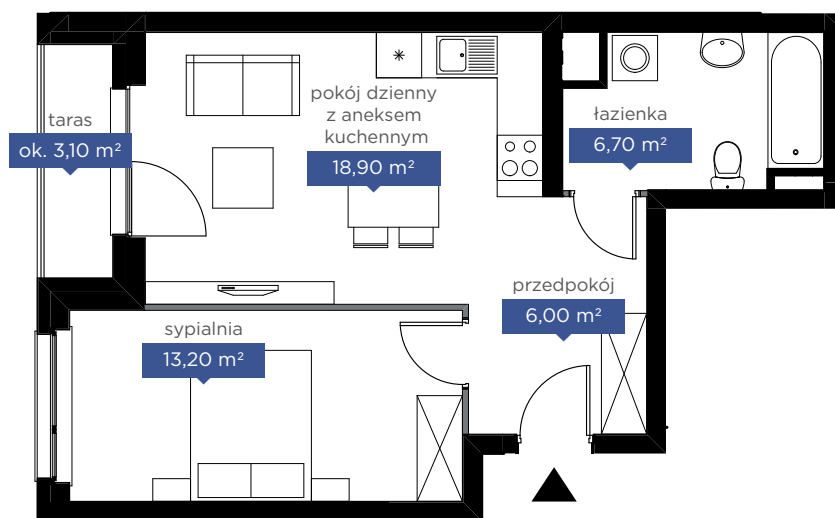 taras
ok. 3,10 m²
pokój dzienny
z aneksem
kuchennym
18,90 m²
łazienka
6,70 m²
przedpokój
6,00 m²
sypialnia
13,20 m²